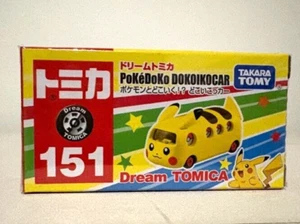 トミカ
Dream
TOMICA
151
ドリームトミカ
PoKéDoKo DOKOIKOCAR
ポケモンとどこいく!? どこいこカー
TAKARA
TOMY
Dream TOMICA